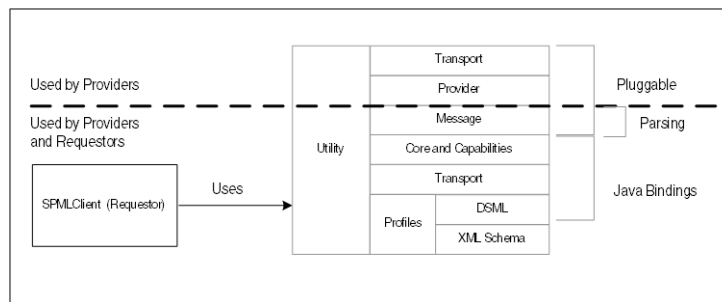 Transport
Used by Providers
Provider
Pluggable
Used by Providers
and Requestors
Message
Parsing
Utility
Core and Capabilities
Transport
Uses
SPMLClient (Requestor)
Java Bindings
Profiles
DSML
XML Schema